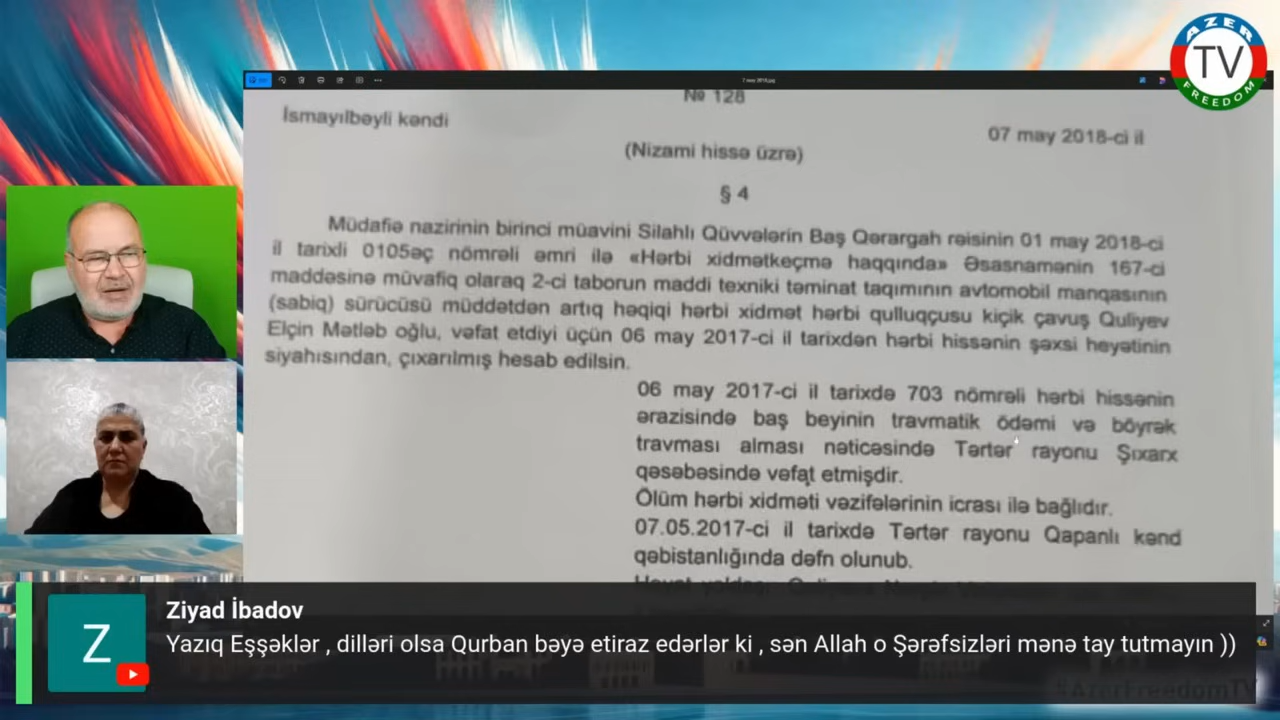 AZER
TV
FREEDOM
№ 128
İsmayılbəyli kəndi
07 may 2018-ci il
(Nizami hissə üzrə)
§ 4
Müdafiə nazirinin birinci müavini Silahlı Qüvvələrin Baş Qərargah rəisinin 01 may 2018-ci
il tarixli 0105əç nömrəli əmri ilə «Hərbi xidmətkeçmə haqqında» Əsasnamənin 167-ci
maddəsinə müvafiq olaraq 2-ci taborun maddi texniki təminat taqımının avtomobil manqasının
(sabiq) sürücüsü müddətdən artıq həqiqi hərbi xidmət hərbi qulluqçusu kiçik çavuş Quliyev
Elçin Mətləb oğlu, vəfat etdiyi üçün 06 may 2017-ci il tarixdən hərbi hissənin şəxsi heyətinin
siyahısından, çıxarılmış hesab edilsin.
06 may 2017-ci il tarixdə 703 nömrəli hərbi hissənin
ərazisində baş beyinin travmatik ödəmi və böyrək
travması alması nəticəsində Tərtər rayonu Şıxarx
qəsəbəsində vəfat etmişdir.
Ölüm hərbi xidməti vəzifələrinin icrası ilə bağlıdır.
07.05.2017-ci il tarixdə Tərtər rayonu Qapanlı kənd
qəbistanlığında dəfn olunub.
Z
Ziyad İbadov
Yazıq Eşşəklər , dilləri olsa Qurban bəyə etiraz edərlər ki , sən Allah o Şərəfsizləri mənə tay tutmayın ))
#AzerFreedomTV